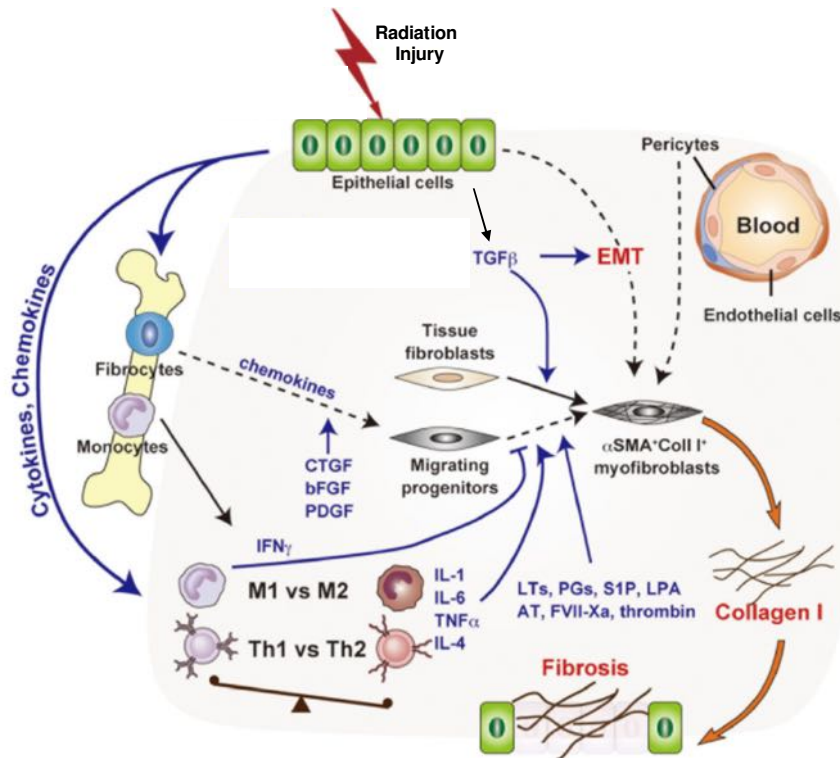 Radiation
Injury
Epithelial cells
Pericytes
Blood
Endothelial cells
TGFβ
EMT
Cytokines, Chemokines
Fibrocytes
Monocytes
chemokines
Tissue
fibroblasts
CTGF
bFGF
PDGF
Migrating
progenitors
αSMA⁺Coll I⁺
myofibroblasts
IFNγ
M1 vs M2
IL-1
IL-6
TNFα
IL-4
Th1 vs Th2
LTs, PGs, S1P, LPA
AT, FVII-Xa, thrombin
Collagen I
Fibrosis